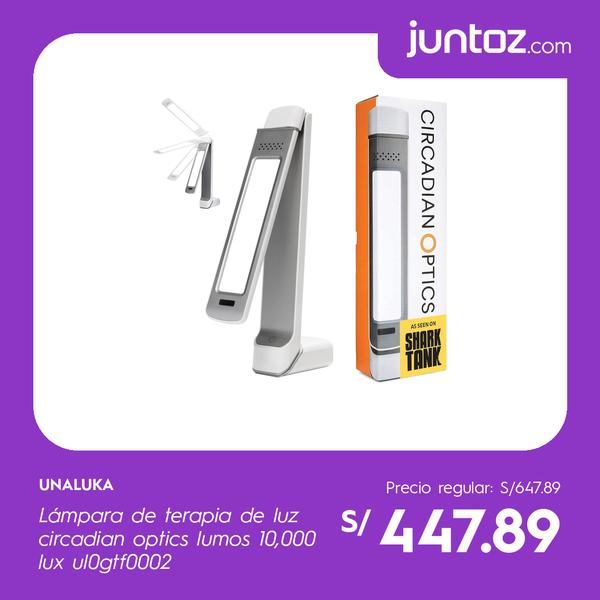 juntoz.com
CIRCADIAN OPTICS
AS SEEN ON
SHARK
TANK
UNALUKA
Lámpara de terapia de luz
circadian optics lumos 10,000
lux ul0gtf0002
Precio regular: S/647.89
S/ 447.89